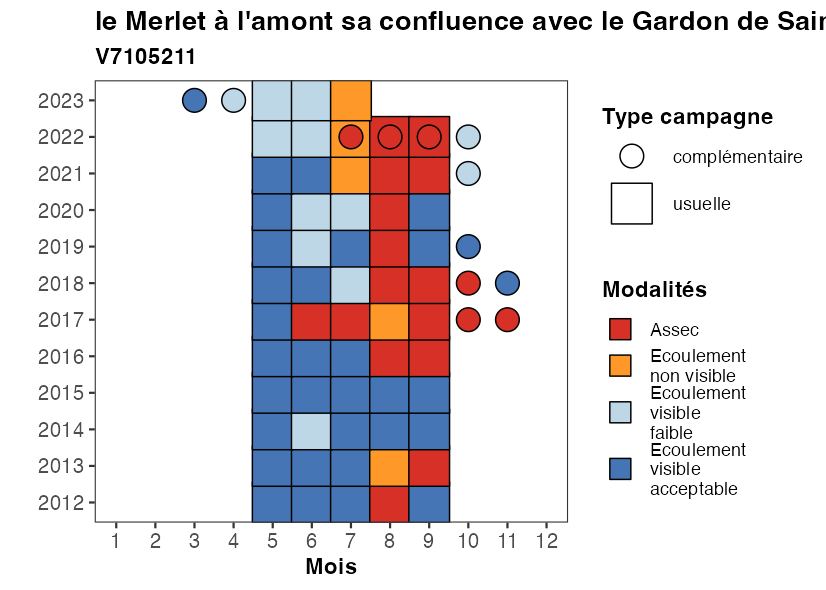 le Merlet à l'amont sa confluence avec le Gardon de Sain
V7105211
2023
2022
2021
2020
2019
2018
2017
2016
2015
2014
2013
2012
1 2 3 4 5 6 7 8 9 10 11 12
Mois
Type campagne
complémentaire
usuelle
Modalités
Assec
Ecoulement
non visible
Ecoulement
visible
faible
Ecoulement
visible
acceptable